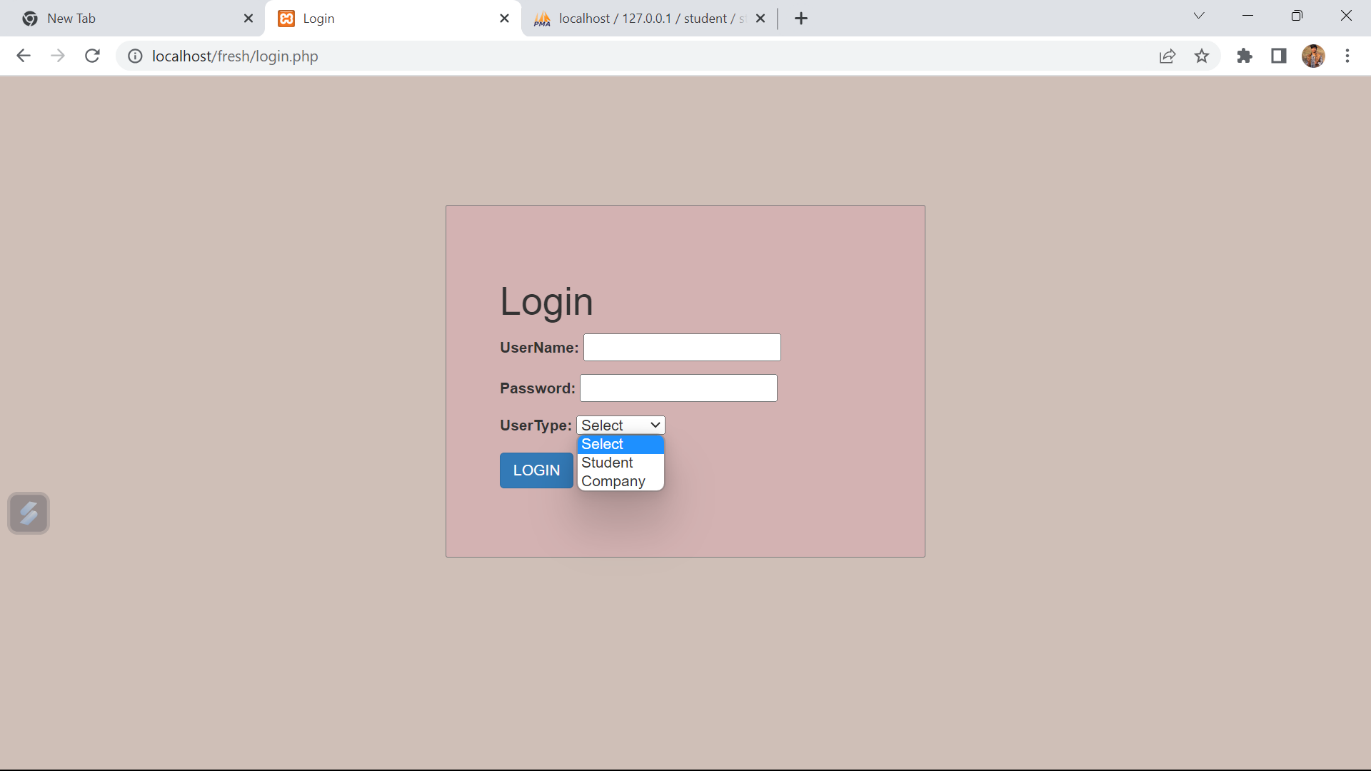 New Tab
Login
localhost / 127.0.0.1 / student /
localhost/fresh/login.php
Login
UserName:
Password:
UserType: Select
Select
Student
Company
LOGIN
PMA